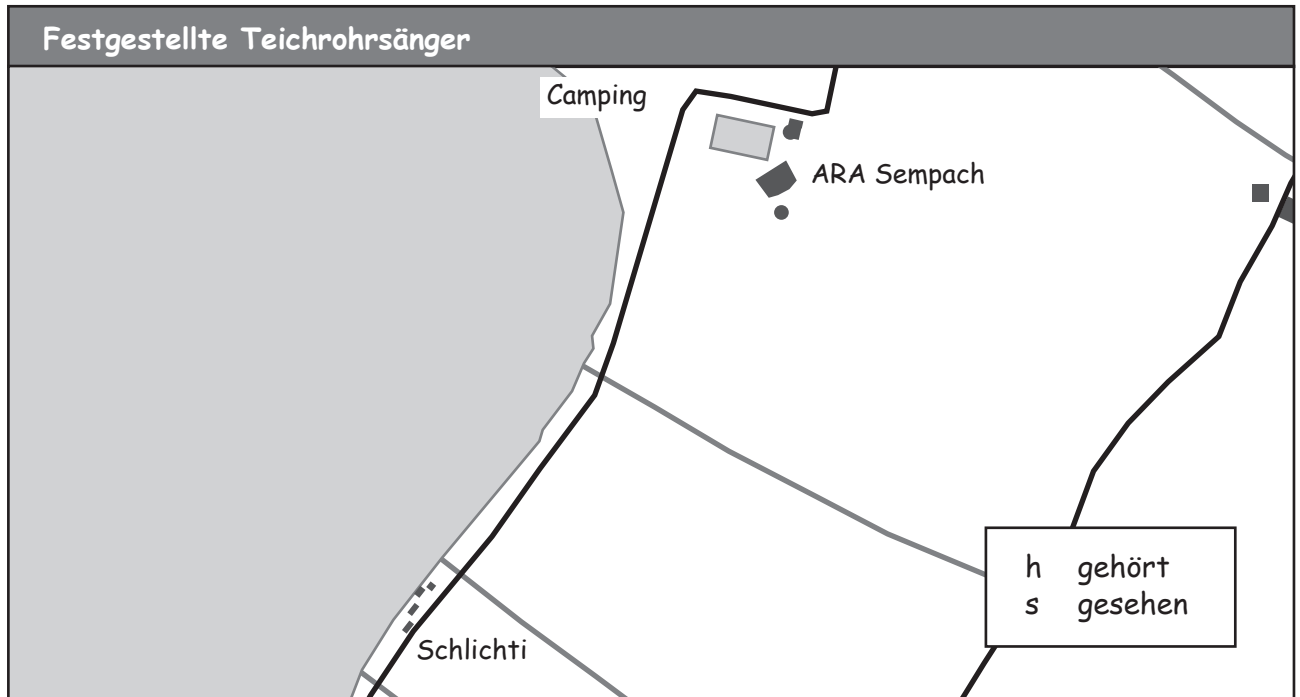 Festgestellte Teichrohrsänger
Camping
ARA Sempach
h gehört
s gesehen
Schlichti